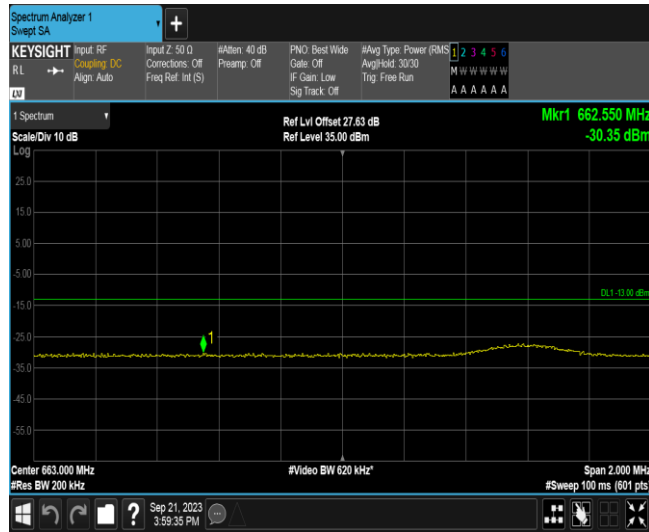 Spectrum Analyzer 1
Swept SA
KEYSIGHT
RL
LXI
Input: RF
Coupling: DC
Align: Auto
Input Z: 50 Ω
Corrections: Off
Freq Ref: Int (S)
#Atten: 40 dB
Preamp: Off
PNO: Best Wide
Gate: Off
IF Gain: Low
Sig Track: Off
#Avg Type: Power (RMS
Avg|Hold: 30/30
Trig: Free Run
1 2 3 4 5 6
M W W W W W
A A A A A A
1 Spectrum
Scale/Div 10 dB
Ref Lvl Offset 27.63 dB
Ref Level 35.00 dBm
Mkr1 662.550 MHz
-30.35 dBm
Log
25.0
15.0
5.00
-5.00
DL1 -13.00 dBm
-15.0
-25.0
1
-35.0
-45.0
-55.0
Center 663.000 MHz
#Video BW 620 kHz*
Span 2.000 MHz
#Res BW 200 kHz
#Sweep 100 ms (601 pts)
?
Sep 21, 2023
3:59:35 PM